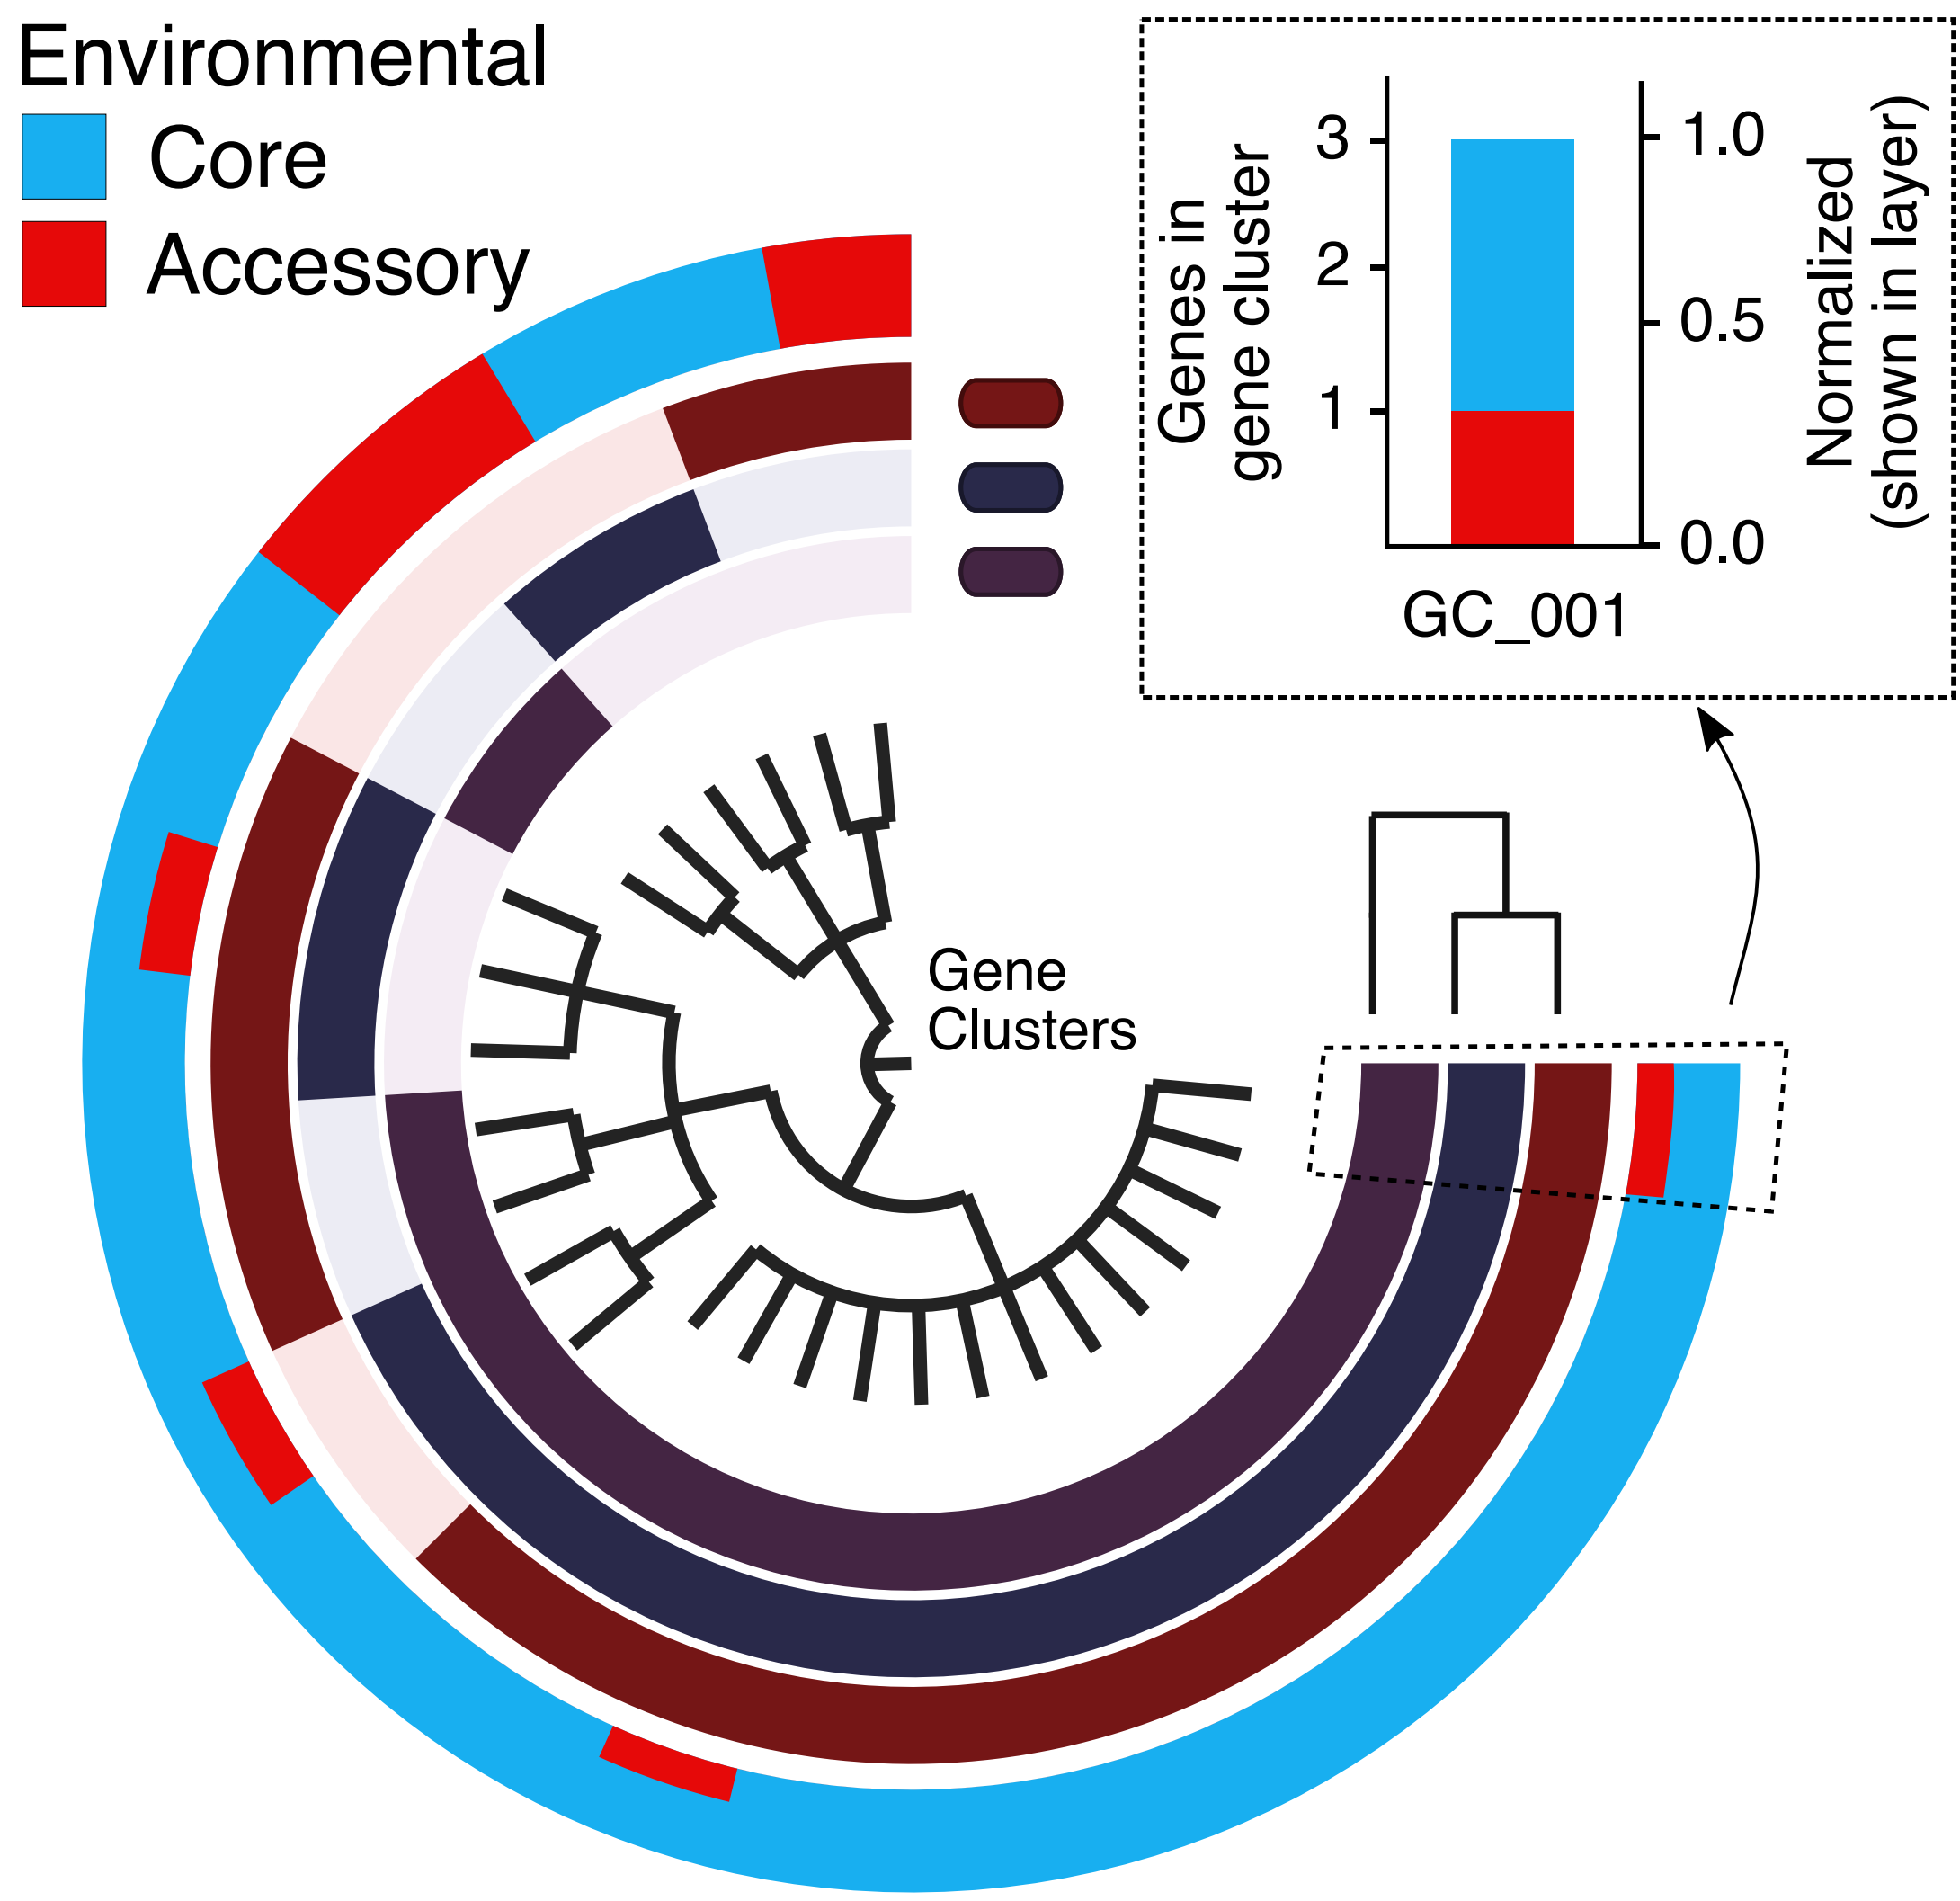 Environmental
Core
Accessory
Genes in
gene cluster
3
2
1
1.0
0.5
0.0
Normalized
(shown in layer)
GC_001
Gene
Clusters